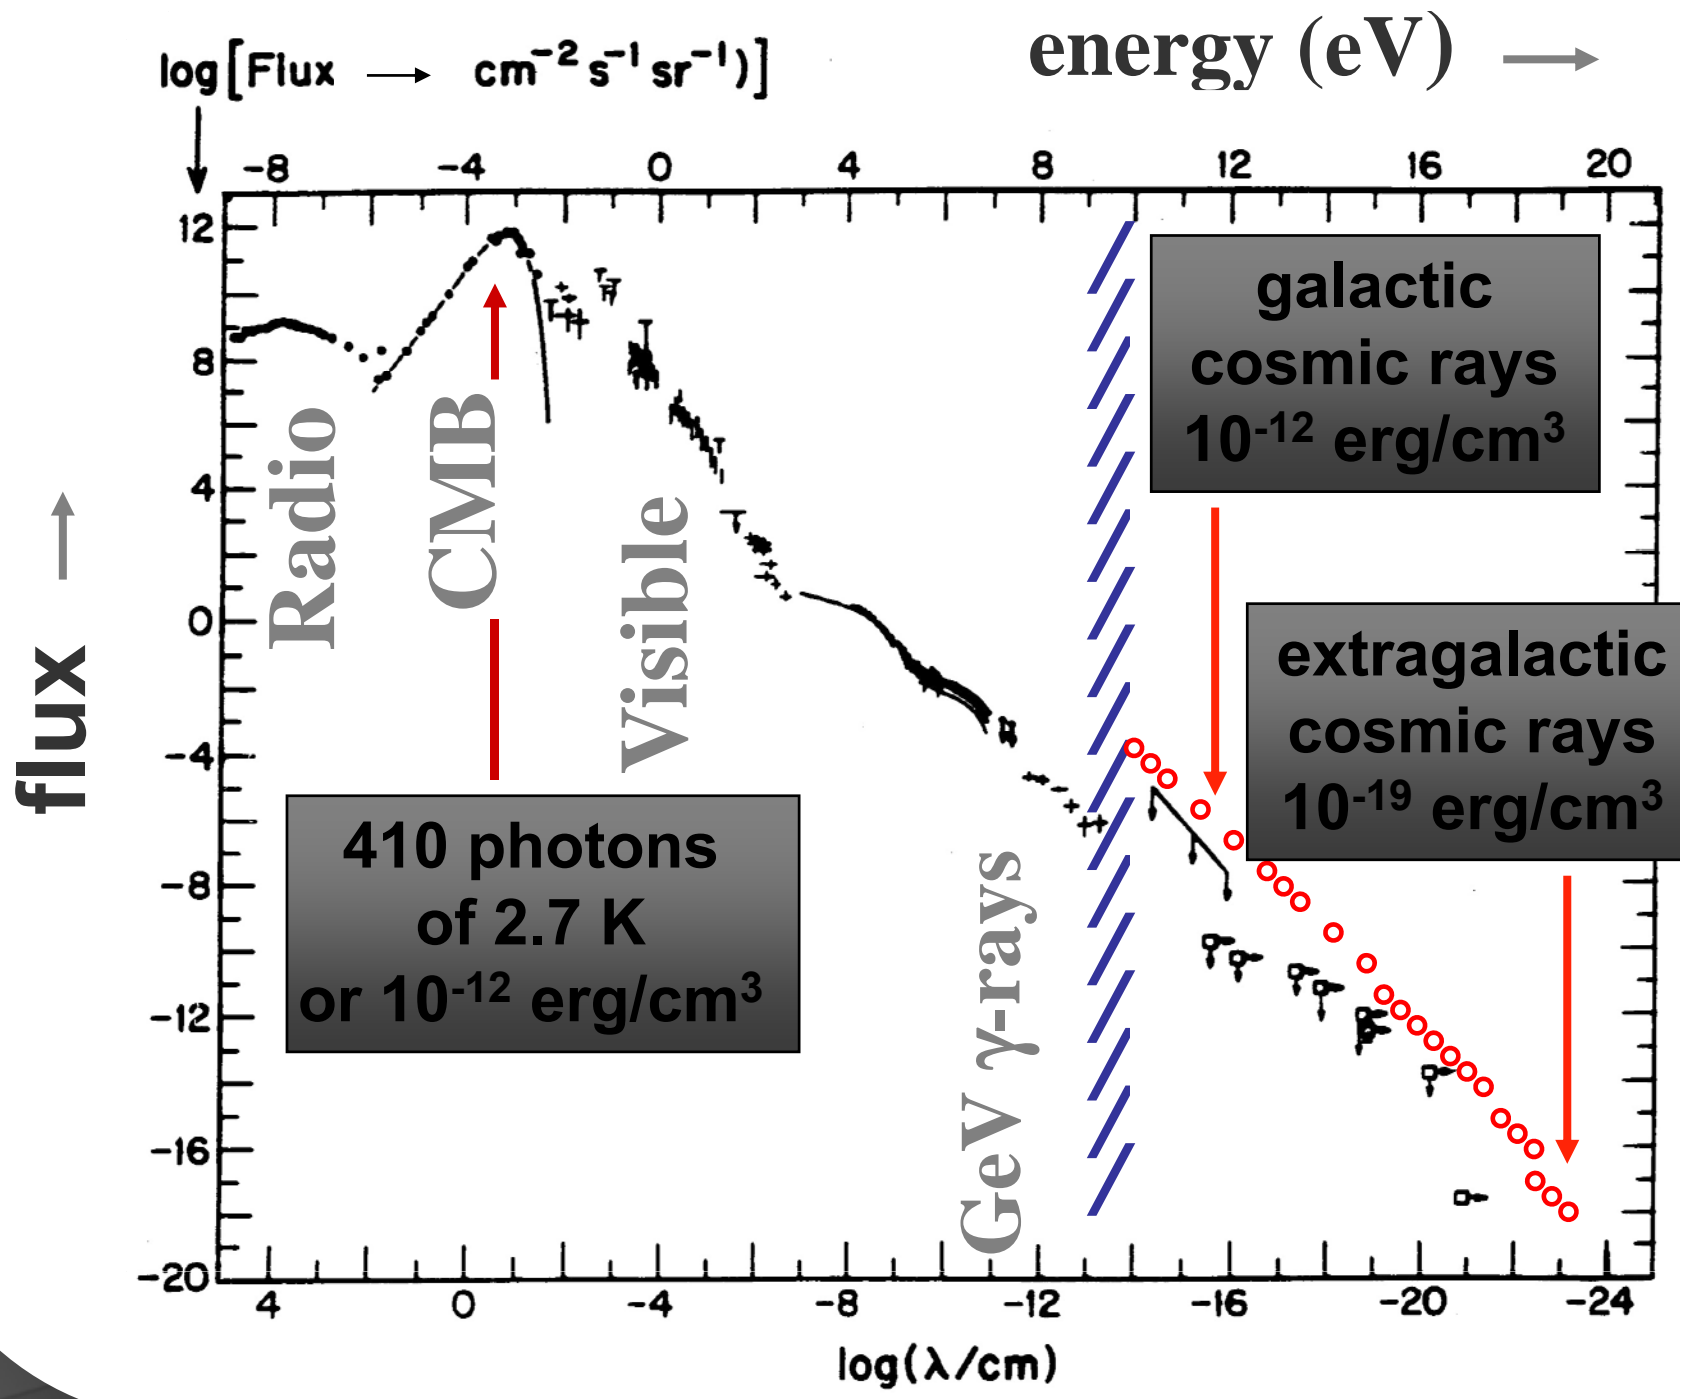 log[Flux → cm⁻² s⁻¹ sr⁻¹)]
energy (eV) →
-8 -4 0 4 8 12 16 20
12
8
4
0
-4
-8
-12
-16
-20
flux →
Radio
CMB
Visible
GeV γ-rays
410 photons
of 2.7 K
or 10⁻¹² erg/cm³
galactic
cosmic rays
10⁻¹² erg/cm³
extragalactic
cosmic rays
10⁻¹⁹ erg/cm³
4 0 -4 -8 -12 -16 -20 -24
log(λ/cm)